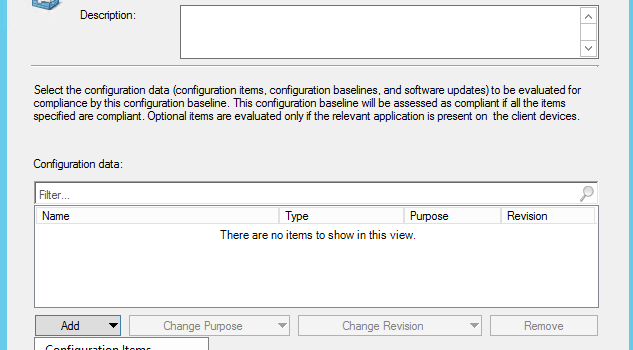 Description:
Select the configuration data (configuration items, configuration baselines, and software updates) to be evaluated for
compliance by this configuration baseline. This configuration baseline will be assessed as compliant if all the items
specified are compliant. Optional items are evaluated only if the relevant application is present on the client devices.
Configuration data:
Filter...
Name Type Purpose Revision
There are no items to show in this view.
Add Change Purpose Change Revision Remove
Configuration Items